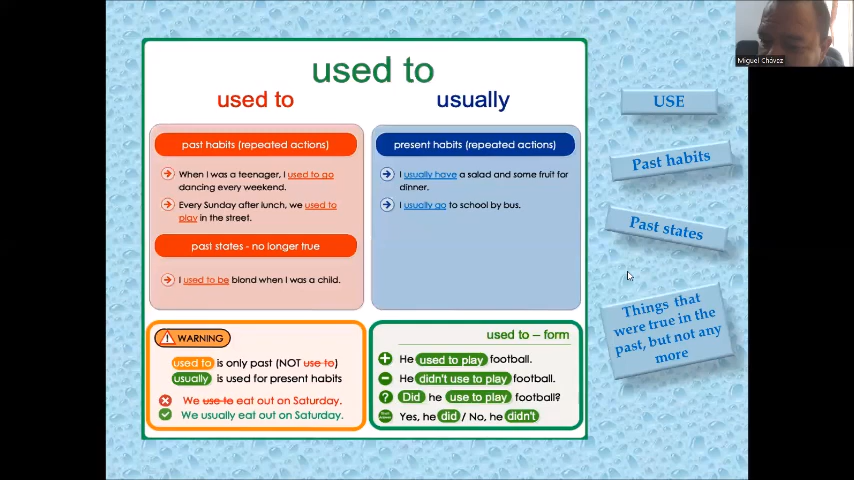 used to
used to
usually
past habits (repeated actions)
When I was a teenager, I used to go
dancing every weekend.
Every Sunday after lunch, we used to
play in the street.
past states - no longer true
I used to be blond when I was a child.
present habits (repeated actions)
I usually have a salad and some fruit for
dinner.
I usually go to school by bus.
WARNING
used to is only past (NOT use to)
usually is used for present habits
We use to eat out on Saturday.
We usually eat out on Saturday.
used to – form
+ He used to play football.
− He didn't use to play football.
? Did he use to play football?
Yes, he did / No, he didn't
USE
Past habits
Past states
Things that
were true in the
past, but not any
more
Miguel Chávez